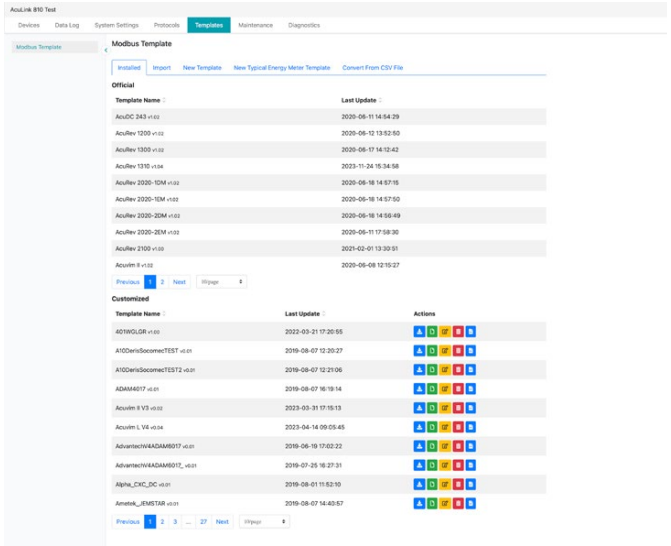 AcuLink 810 Test
Devices Data Log System Settings Protocols Templates Maintenance Diagnostics
Modbus Template
Modbus Template
Installed Import New Template New Typical Energy Meter Template Convert From CSV File
Official
Template Name Last Update
AcuDC 243 v1.02 2020-06-11 14:54:29
AcuRev 1200 v1.02 2020-06-12 13:52:50
AcuRev 1300 v1.02 2020-06-17 14:12:42
AcuRev 1310 v1.04 2023-11-24 15:34:58
AcuRev 2020-1DM v1.02 2020-06-18 14:57:15
AcuRev 2020-1EM v1.02 2020-06-18 14:57:50
AcuRev 2020-2DM v1.02 2020-06-18 14:56:49
AcuRev 2020-2EM v1.02 2020-06-11 17:58:30
AcuRev 2100 v1.00 2021-02-01 13:30:51
Acuvim II v1.02 2020-06-08 12:15:27
Previous 1 2 Next 10/page
Customized
Template Name Last Update Actions
401WGLGR v1.00 2022-03-21 17:20:55
A10DerisSocomecTEST v0.01 2019-08-07 12:20:27
A10DerisSocomecTEST2 v0.01 2019-08-07 12:21:06
ADAM4017 v0.01 2019-08-07 16:19:14
Acuvim II V3 v0.02 2023-03-31 17:15:13
Acuvim L V4 v0.04 2023-04-14 09:05:45
AdvantechV4ADAM6017 v0.01 2019-06-19 17:02:22
AdvantechV4ADAM6017_ v0.01 2019-07-25 16:27:31
Alpha_CXC_DC v0.01 2019-08-01 11:52:10
Ametek_JEMSTAR v0.01 2019-08-07 14:40:57
Previous 1 2 3 ... 27 Next 10/page